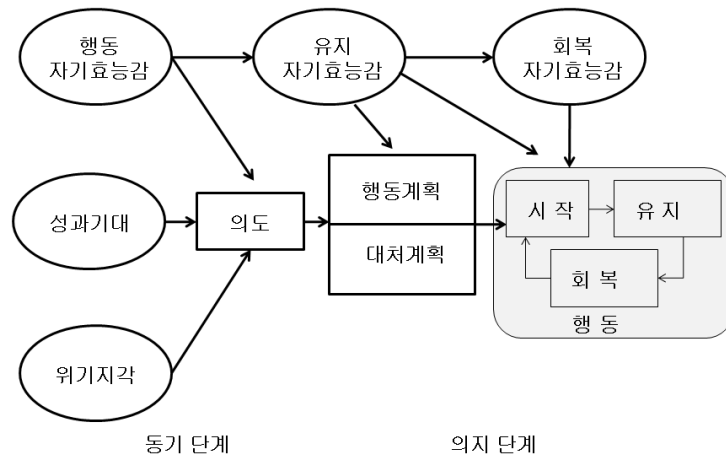 행동
자기효능감
유지
자기효능감
회복
자기효능감
성과기대
의도
행동계획
대처계획
시 작
유 지
회 복
행 동
위기지각
동기 단계
의지 단계